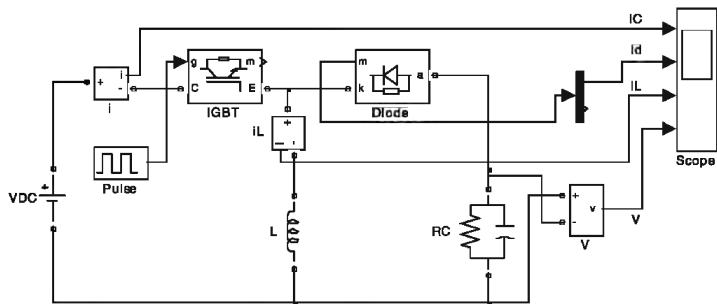 IC
i
+
-
i
g
m
C
E
IGBT
m
k
a
Diode
Id
IL
Scope
iL
+
-
Pulse
VDC
+
L
RC
+
-
v
V
V